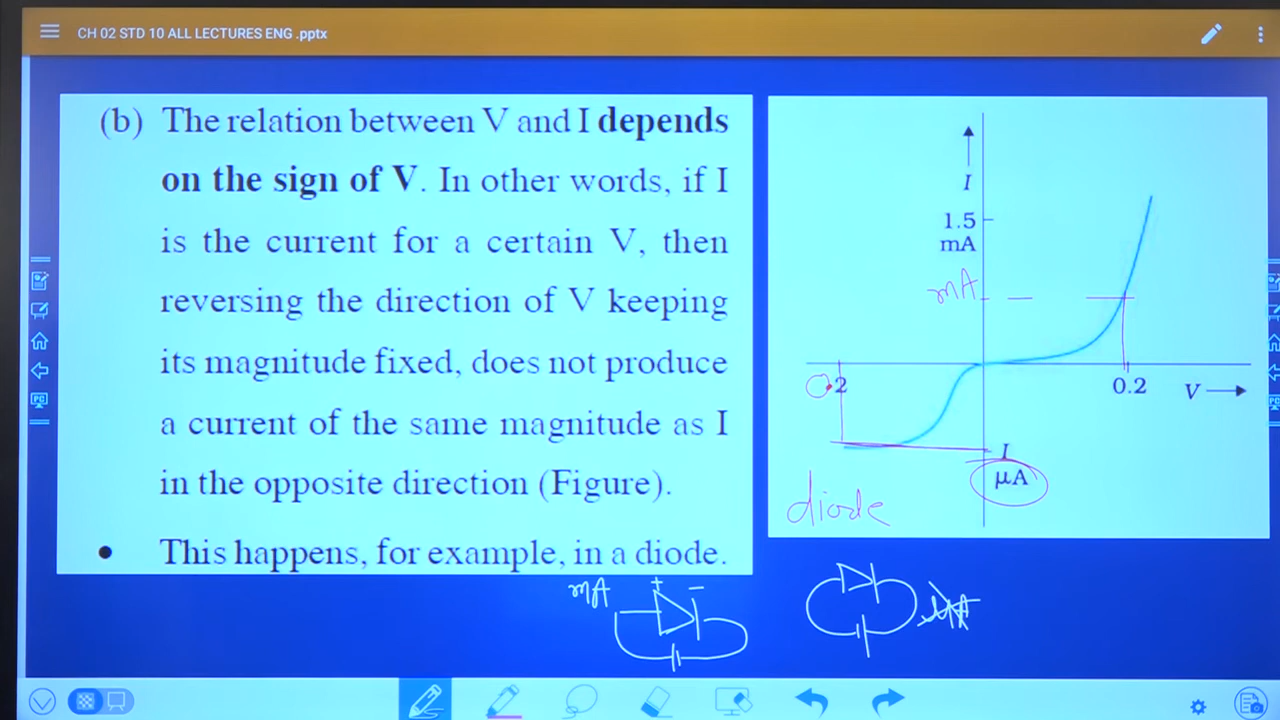 CH 02 STD 10 ALL LECTURES ENG .pptx
(b) The relation between V and I depends
on the sign of V. In other words, if I
is the current for a certain V, then
reversing the direction of V keeping
its magnitude fixed, does not produce
a current of the same magnitude as I
in the opposite direction (Figure).
• This happens, for example, in a diode.
I
1.5
mA
mA
0.2
0.2
V
I
μA
diode
mA
+ −